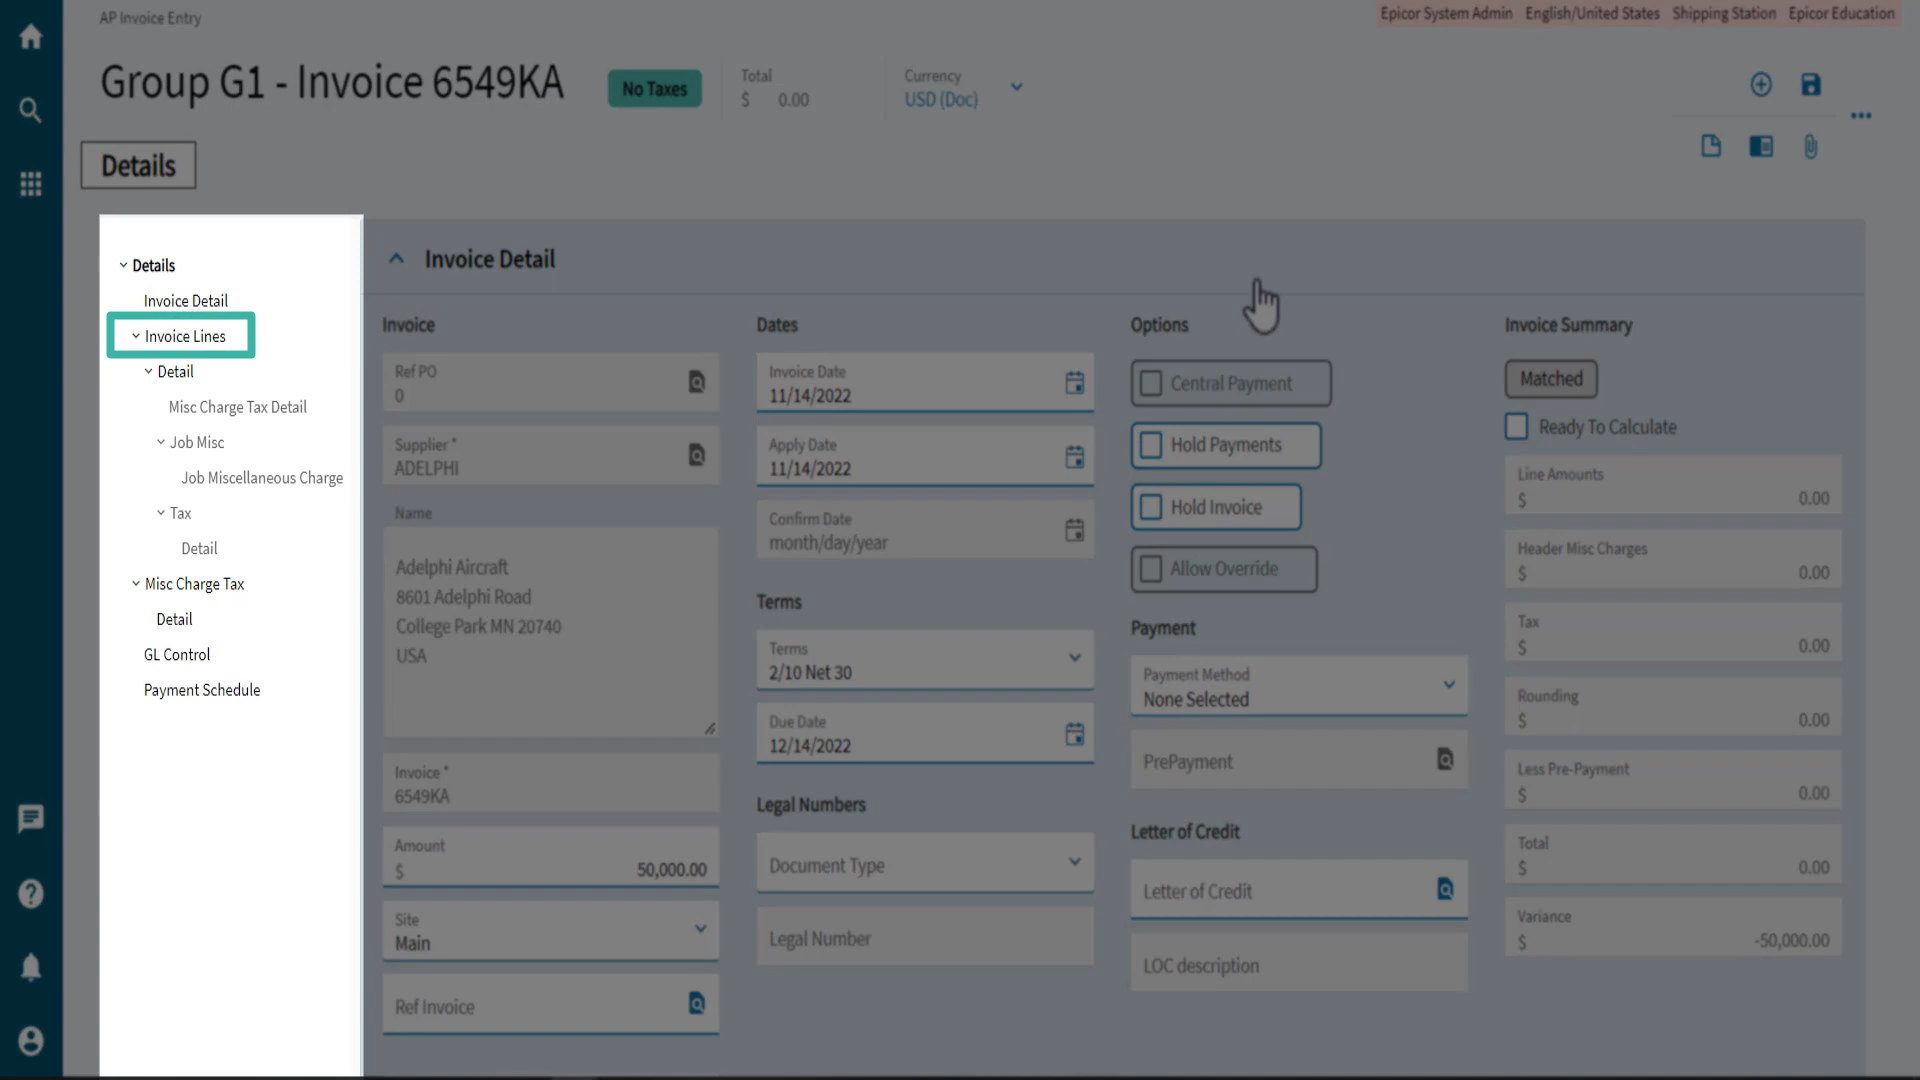 AP Invoice Entry
Epicor System Admin English/United States Shipping Station Epicor Education
Group G1 - Invoice 6549KA
No Taxes
Total
$ 0.00
Currency
USD (Doc)
Details
Details
Invoice Detail
Invoice Lines
Detail
Misc Charge Tax Detail
Job Misc
Job Miscellaneous Charge
Tax
Detail
Misc Charge Tax
Detail
GL Control
Payment Schedule
Invoice Detail
Invoice
Ref PO
0
Supplier *
ADELPHI
Name
Adelphi Aircraft
8601 Adelphi Road
College Park MN 20740
USA
Invoice *
6549KA
Amount
$ 50,000.00
Site
Main
Ref Invoice
Dates
Invoice Date
11/14/2022
Apply Date
11/14/2022
Confirm Date
month/day/year
Terms
Terms
2/10 Net 30
Due Date
12/14/2022
Legal Numbers
Document Type
Legal Number
Options
Central Payment
Hold Payments
Hold Invoice
Allow Override
Payment
Payment Method
None Selected
PrePayment
Letter of Credit
Letter of Credit
LOC description
Invoice Summary
Matched
Ready To Calculate
Line Amounts
$ 0.00
Header Misc Charges
$ 0.00
Tax
$ 0.00
Rounding
$ 0.00
Less Pre-Payment
$ 0.00
Total
$ 0.00
Variance
$ -50,000.00